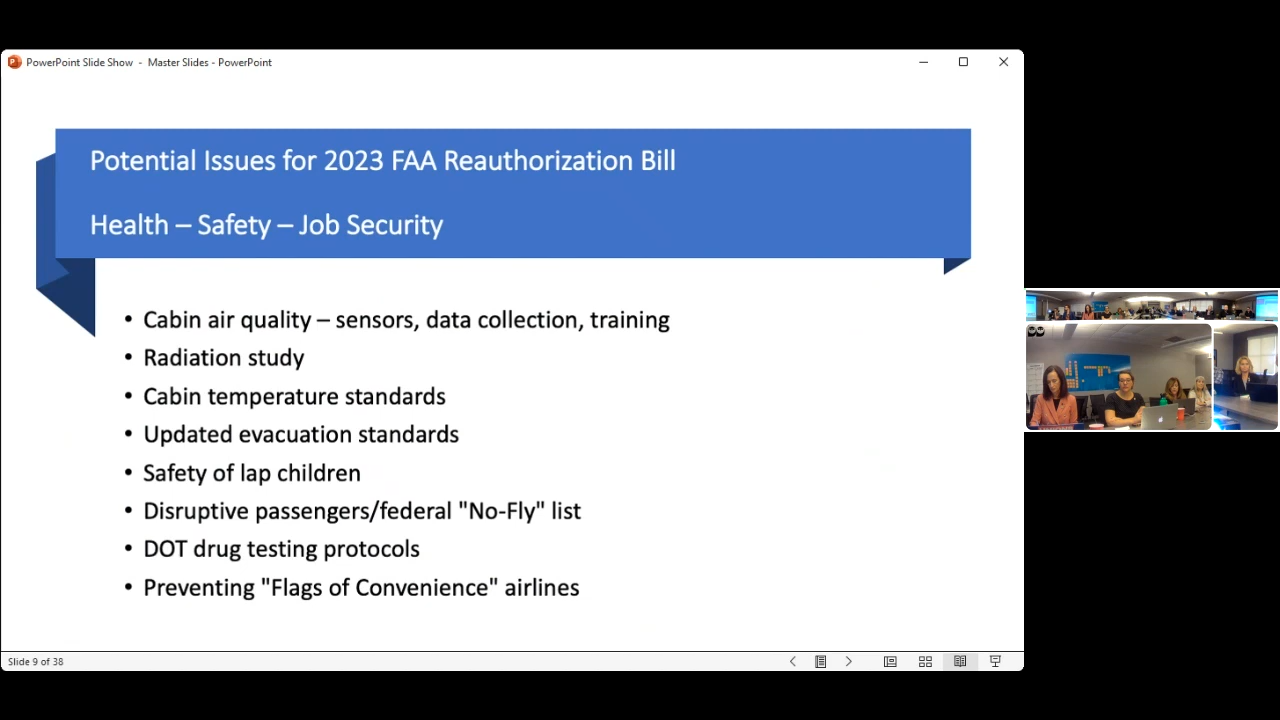 PowerPoint Slide Show - Master Slides - PowerPoint
Potential Issues for 2023 FAA Reauthorization Bill
Health – Safety – Job Security
• Cabin air quality – sensors, data collection, training
• Radiation study
• Cabin temperature standards
• Updated evacuation standards
• Safety of lap children
• Disruptive passengers/federal "No-Fly" list
• DOT drug testing protocols
• Preventing "Flags of Convenience" airlines
Slide 9 of 38